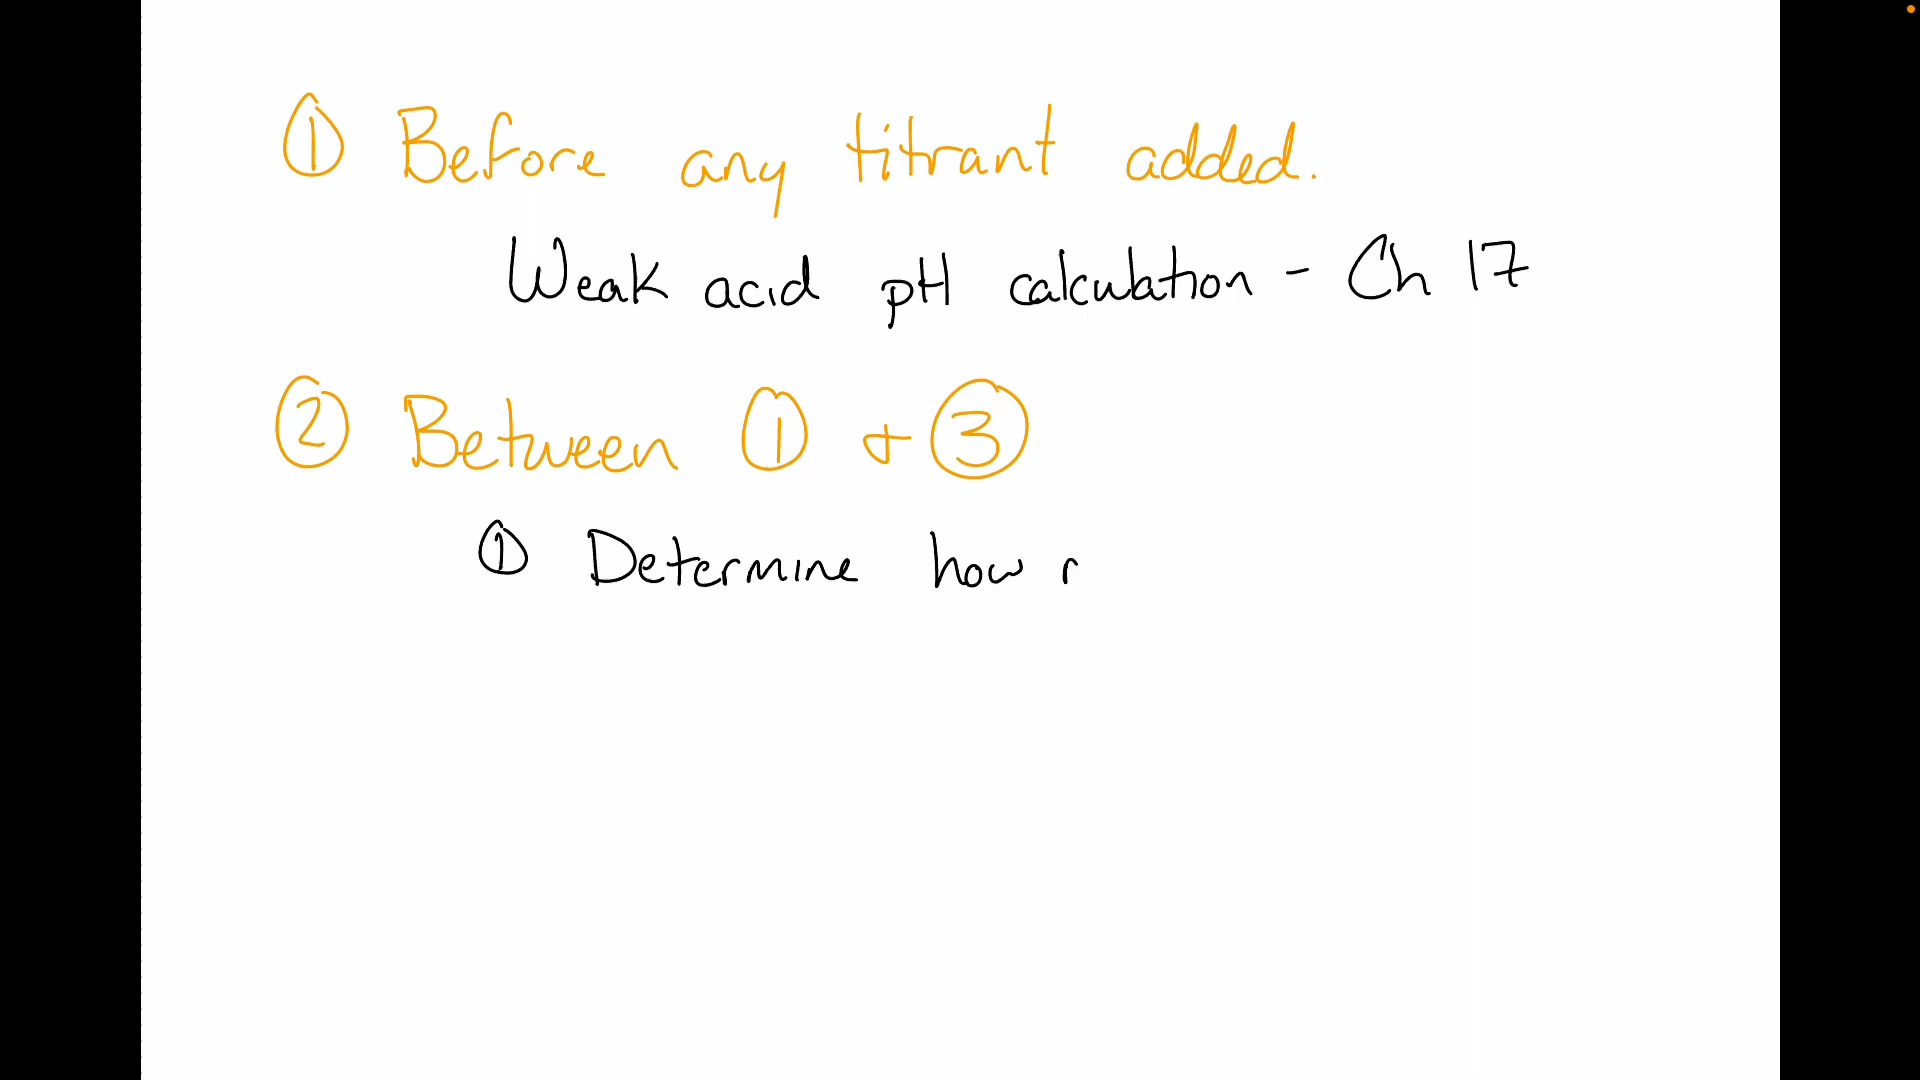 ① Before any titrant added.
Weak acid pH calculation - Ch 17
② Between ① & ③
① Determine how